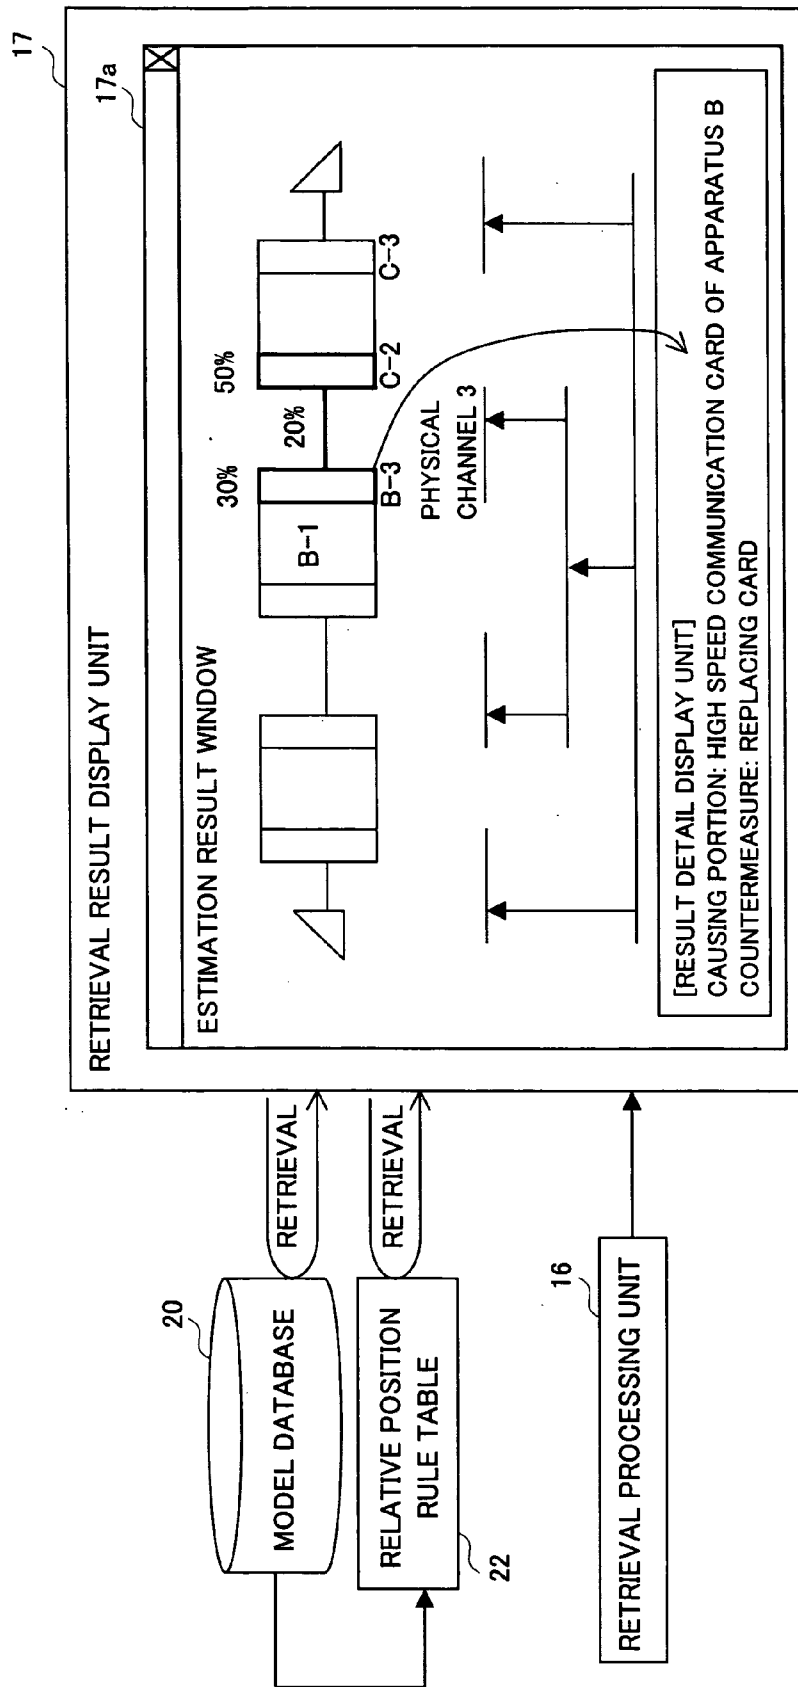 17
RETRIEVAL RESULT DISPLAY UNIT
17a
ESTIMATION RESULT WINDOW
30%
20%
50%
B-1
B-3
C-2
C-3
PHYSICAL
CHANNEL 3
[RESULT DETAIL DISPLAY UNIT]
CAUSING PORTION: HIGH SPEED COMMUNICATION CARD OF APPARATUS B
COUNTERMEASURE: REPLACING CARD
20
MODEL DATABASE
RETRIEVAL
RELATIVE POSITION
RULE TABLE
RETRIEVAL
22
16
RETRIEVAL PROCESSING UNIT